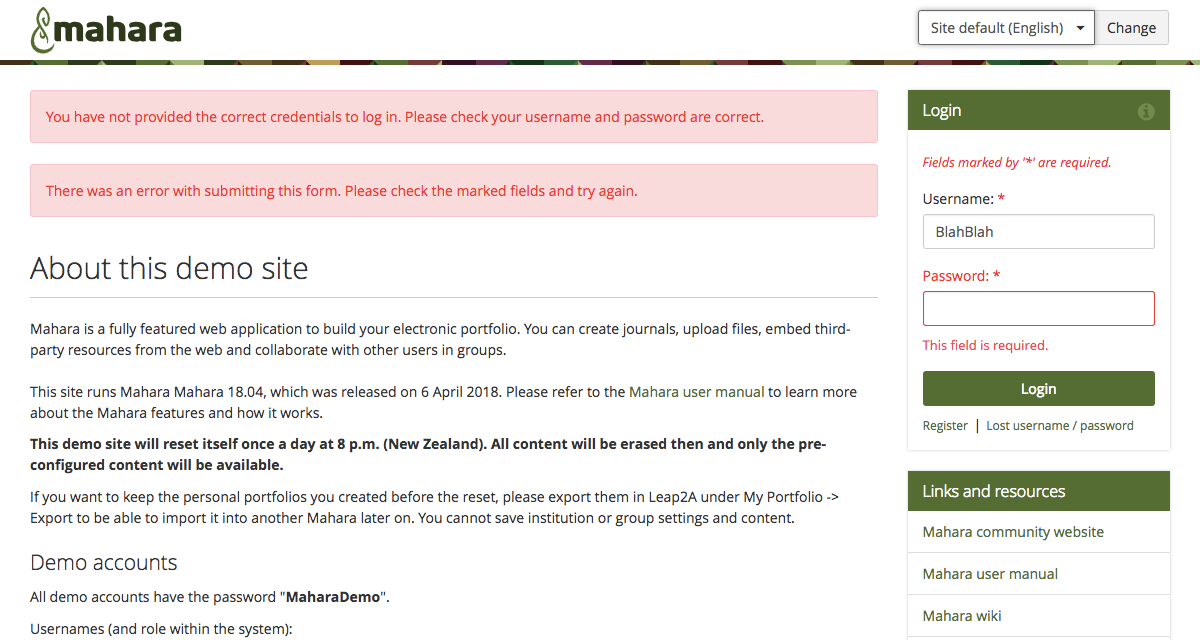 mahara
Site default (English)
Change
You have not provided the correct credentials to log in. Please check your username and password are correct.
There was an error with submitting this form. Please check the marked fields and try again.
About this demo site
Mahara is a fully featured web application to build your electronic portfolio. You can create journals, upload files, embed third-
party resources from the web and collaborate with other users in groups.
This site runs Mahara Mahara 18.04, which was released on 6 April 2018. Please refer to the Mahara user manual to learn more
about the Mahara features and how it works.
This demo site will reset itself once a day at 8 p.m. (New Zealand). All content will be erased then and only the pre-
configured content will be available.
If you want to keep the personal portfolios you created before the reset, please export them in Leap2A under My Portfolio ->
Export to be able to import it into another Mahara later on. You cannot save institution or group settings and content.
Demo accounts
All demo accounts have the password "MaharaDemo".
Usernames (and role within the system):
Login
Fields marked by '*' are required.
Username: *
BlahBlah
Password: *
This field is required.
Login
Register | Lost username / password
Links and resources
Mahara community website
Mahara user manual
Mahara wiki